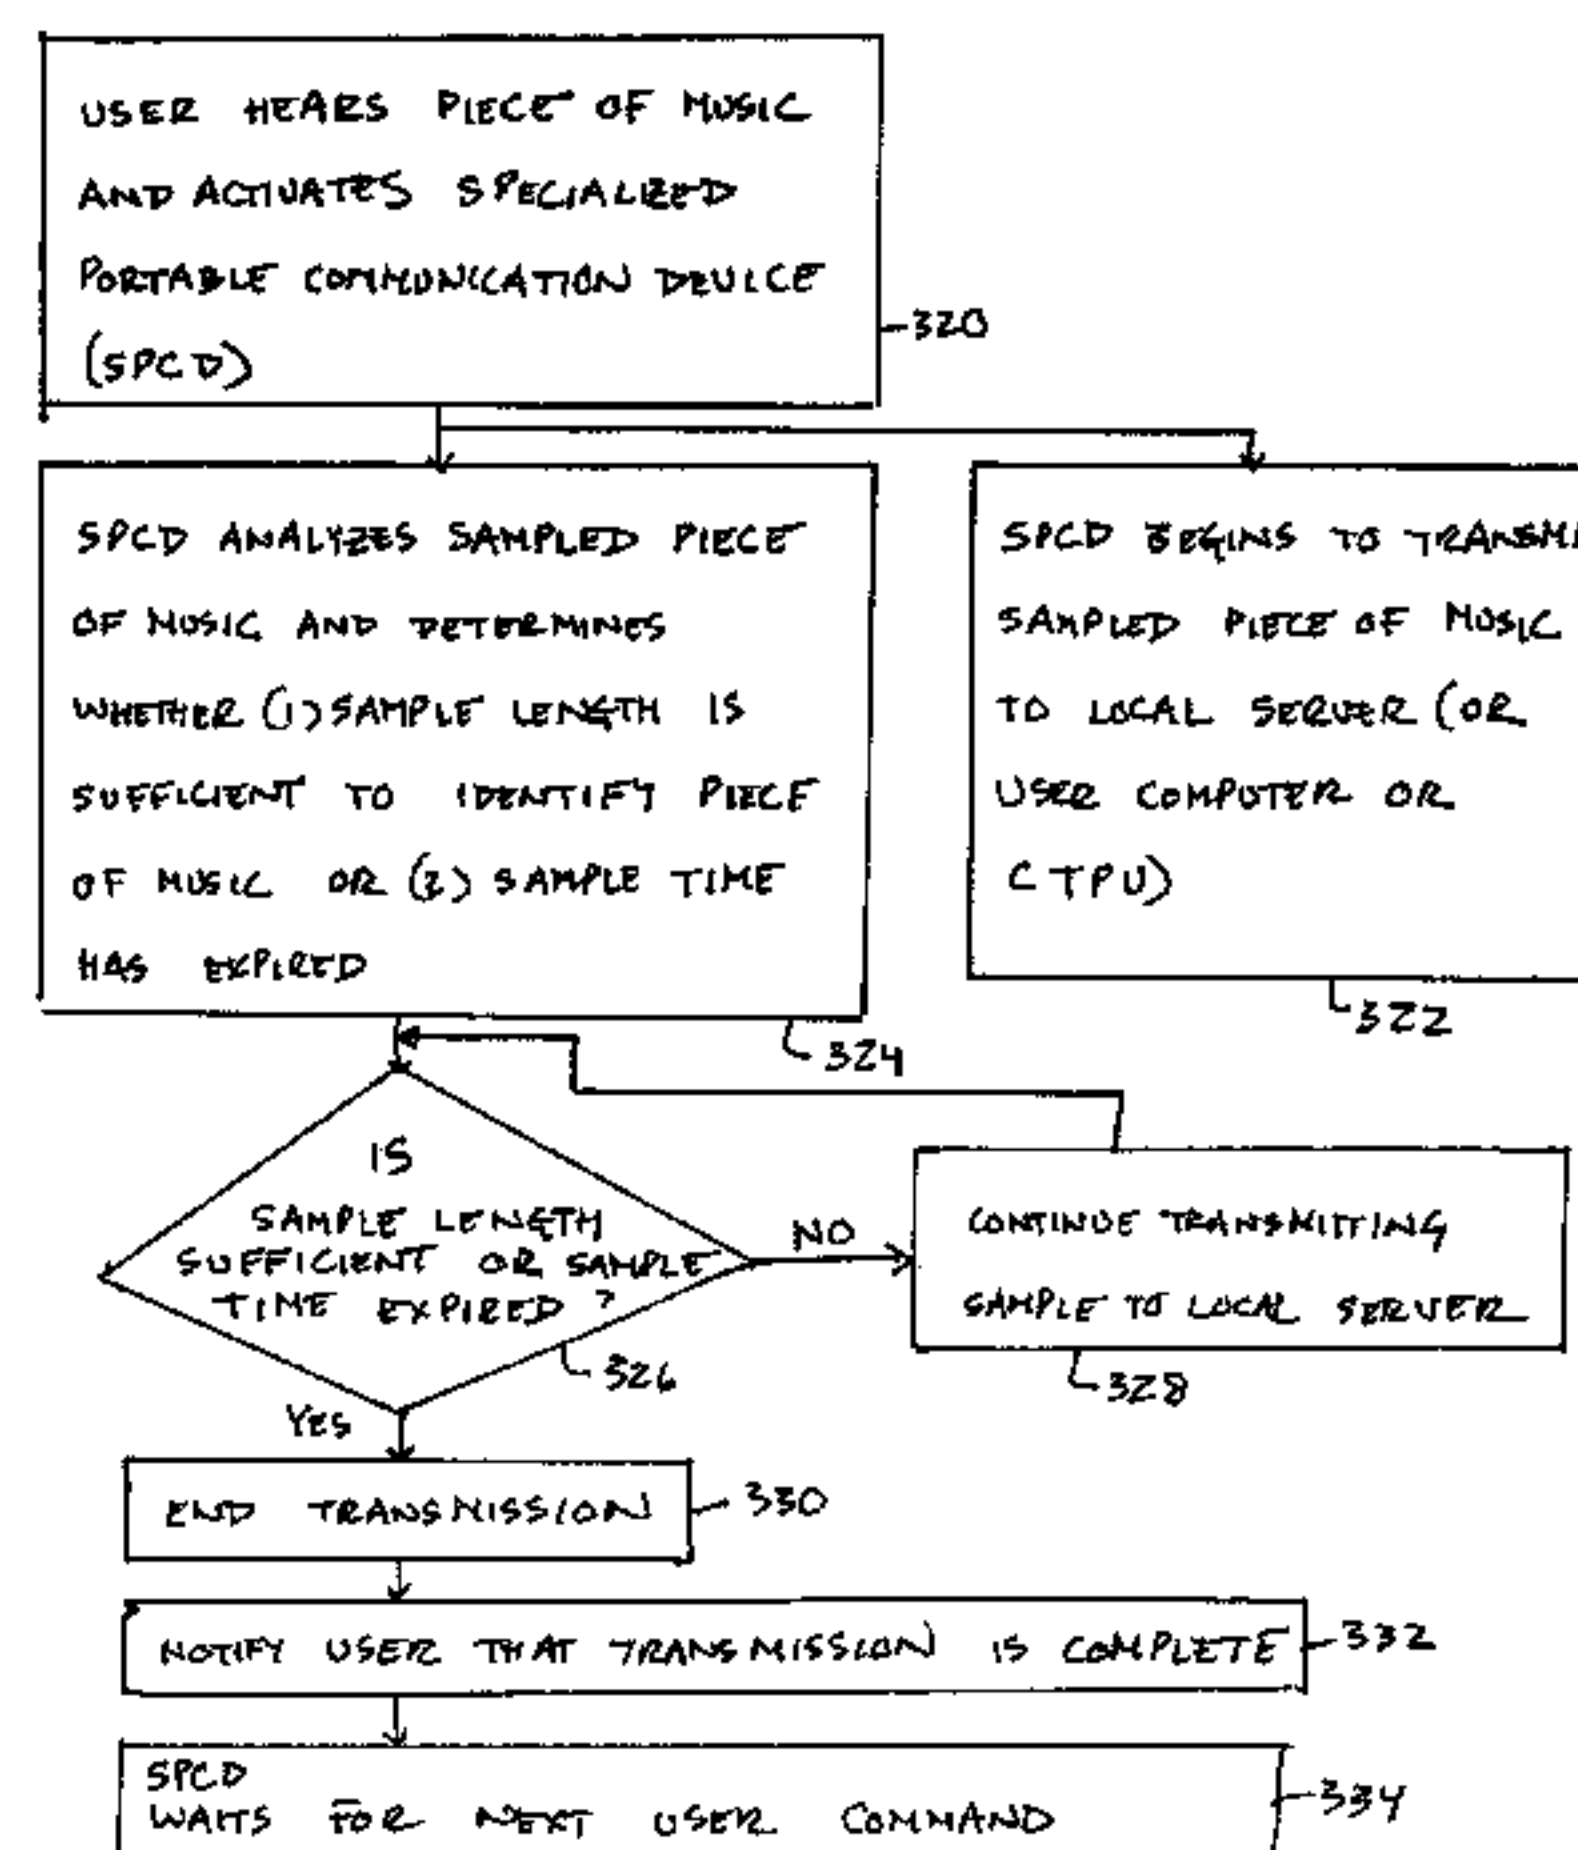 USER HEARS PIECE OF MUSIC
AND ACTIVATES SPECIALIZED
PORTABLE COMMUNICATION DEVICE
(SPCD)
320
SPCD ANALYZES SAMPLED PIECE
OF MUSIC AND DETERMINES
WHETHER (1) SAMPLE LENGTH IS
SUFFICIENT TO IDENTIFY PIECE
OF MUSIC OR (2) SAMPLE TIME
HAS EXPIRED
324
SPCD BEGINS TO TRANSMI
SAMPLED PIECE OF MUSIC
TO LOCAL SERVER (OR
USER COMPUTER OR
CTPU)
322
IS
SAMPLE LENGTH
SUFFICIENT OR SAMPLE
TIME EXPIRED?
326
NO
CONTINUE TRANSMITTING
SAMPLE TO LOCAL SERVER
328
YES
END TRANSMISSION
330
NOTIFY USER THAT TRANSMISSION IS COMPLETE
332
SPCD
WAITS FOR NEXT USER COMMAND
334